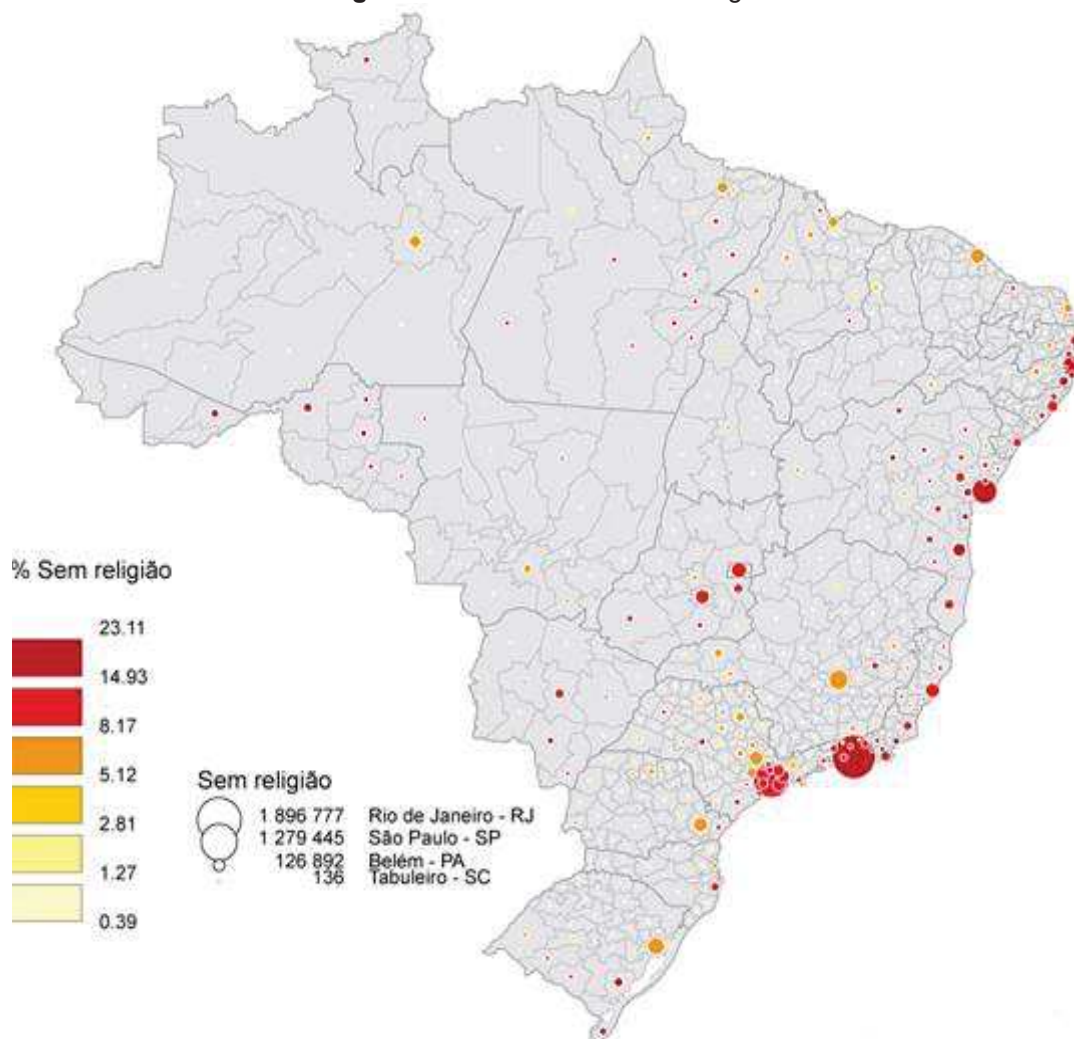 % Sem religião
23.11
14.93
8.17
5.12
2.81
1.27
0.39
Sem religião
1 896 777 Rio de Janeiro - RJ
1 279 445 São Paulo - SP
126 892 Belém - PA
136 Tabuleiro - SC